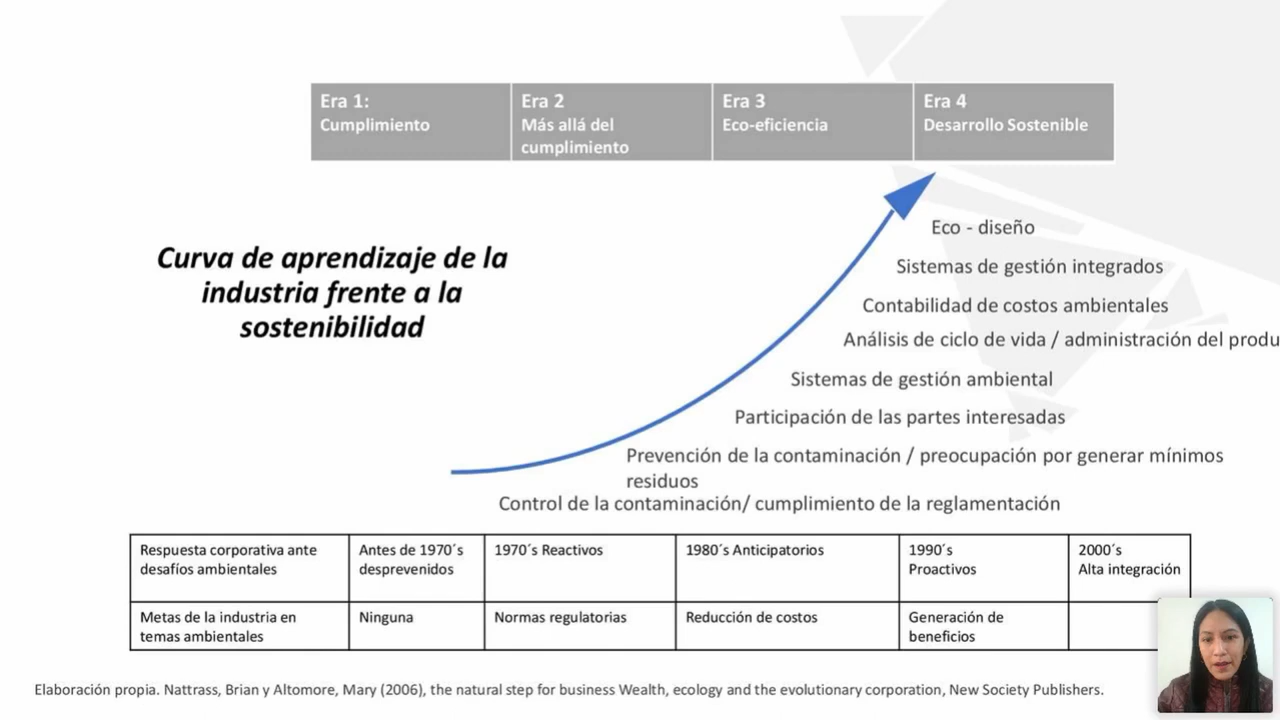 Era 1:
Cumplimiento
Era 2
Más allá del
cumplimiento
Era 3
Eco-eficiencia
Era 4
Desarrollo Sostenible
Curva de aprendizaje de la
industria frente a la
sostenibilidad
Eco - diseño
Sistemas de gestión integrados
Contabilidad de costos ambientales
Análisis de ciclo de vida / administración del produ
Sistemas de gestión ambiental
Participación de las partes interesadas
Prevención de la contaminación / preocupación por generar mínimos
residuos
Control de la contaminación/ cumplimiento de la reglamentación
Respuesta corporativa ante
desafíos ambientales
Antes de 1970´s
desprevenidos
1970´s Reactivos
1980´s Anticipatorios
1990´s
Proactivos
2000´s
Alta integración
Metas de la industria en
temas ambientales
Ninguna
Normas regulatorias
Reducción de costos
Generación de
beneficios
Elaboración propia. Nattrass, Brian y Altomore, Mary (2006), the natural step for business Wealth, ecology and the evolutionary corporation, New Society Publishers.